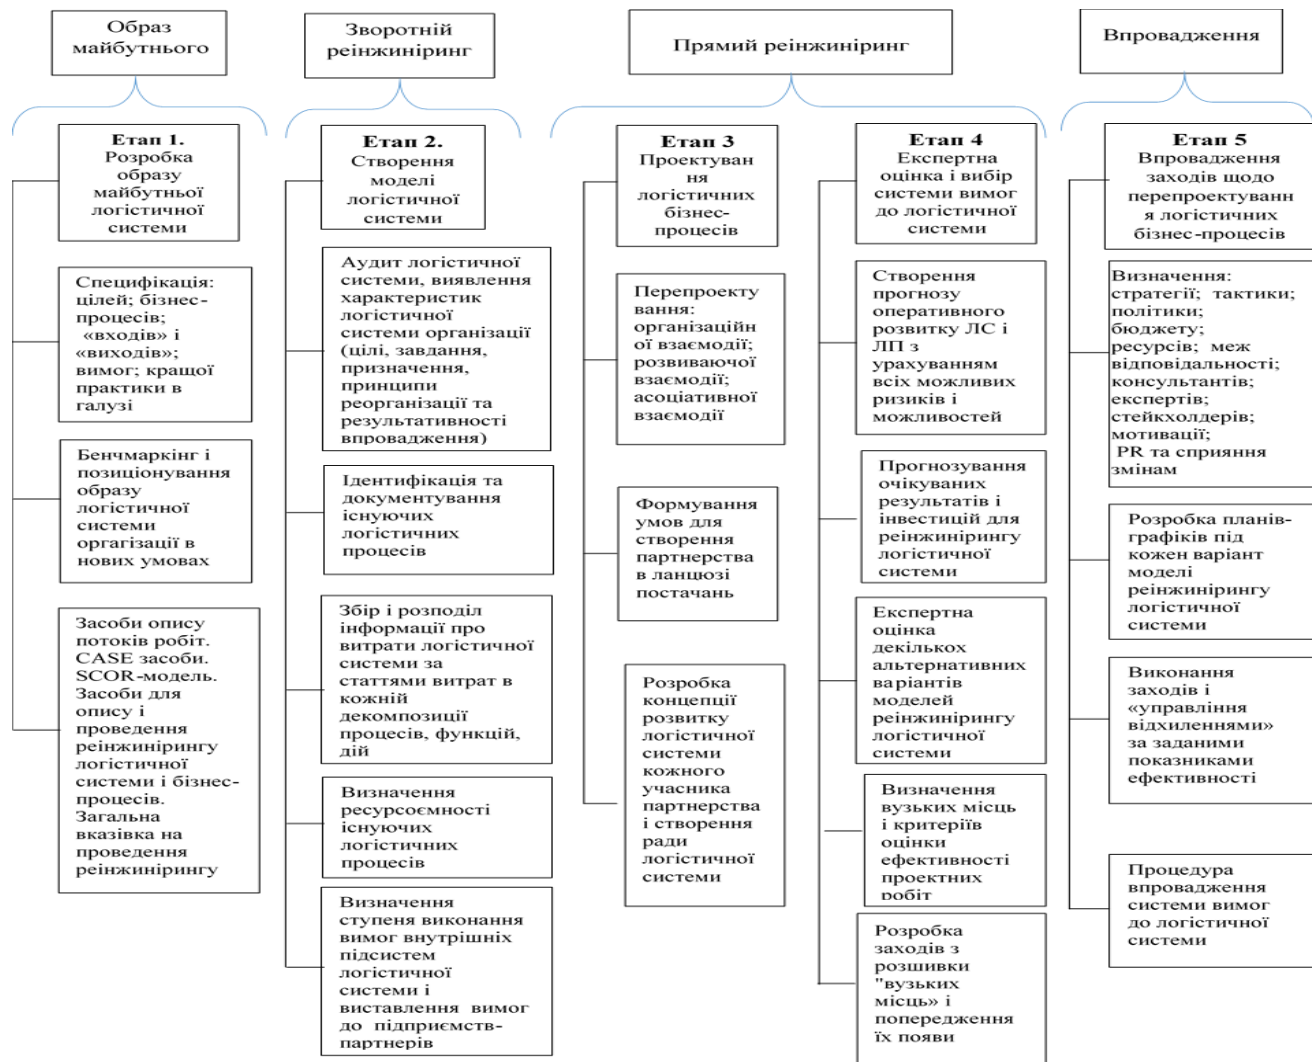 Образ
майбутнього
Зворотній
реінжиніринг
Прямий реінжиніринг
Впровадження
Етап 1.
Розробка
образу
майбутньої
логістичної
системи
Специфікація:
цілей; бізнес-
процесів;
«входів» і
«виходів»;
вимог; кращої
практики в
галузі
Бенчмаркінг і
позиціонування
образу
логістичної
системи
оргагізації в
нових умовах
Засоби опису
потоків робіт.
CASE засоби.
SCOR-модель.
Засоби для
опису і
проведення
реінжинірингу
логістичної
системи і бізнес-
процесів.
Загальна
вказівка на
проведення
реінжинірингу
Етап 2.
Створення
моделі
логістичної
системи
Аудит логістичної
системи, виявлення
характеристик
логістичної
системи організації
(цілі, завдання,
призначення,
принципи
реорганізації та
результативності
впровадження)
Ідентифікація та
документування
існуючих
логістичних
процесів
Збір і розподіл
інформації про
витрати логістичної
системи за
статтями витрат в
кожній
декомпозиції
процесів, функцій,
дій
Визначення
ресурсоємності
існуючих
логістичних
процесів
Визначення
ступеня виконання
вимог внутрішніх
підсистем
логістичної
системи і
виставлення вимог
до підприємств-
партнерів
Етап 3
Проектуван
ня
логістичних
бізнес-
процесів
Перепроекту
вання:
організаційн
ої взаємодії;
розвиваючої
взаємодії;
асоціативної
взаємодії
Формування
умов для
створення
партнерства
в ланцюзі
постачань
Розробка
концепції
розвитку
логістичної
системи
кожного
учасника
партнерства
і створення
ради
логістичної
системи
Етап 4
Експертна
оцінка і вибір
системи вимог
до логістичної
системи
Створення
прогнозу
оперативного
розвитку ЛС і
ЛП з
урахуванням
всіх можливих
ризиків і
можливостей
Прогнозування
очікуваних
результатів і
інвестицій для
реінжинірингу
логістичної
системи
Експертна
оцінка
декількох
альтернативних
варіантів
моделей
реінжинірингу
логістичної
системи
Визначення
вузьких місць
і критеріїв
оцінки
ефективності
проектних
робіт
Розробка
заходів з
розшивки
"вузьких
місць» і
попередження
їх появи
Етап 5
Впровадження
заходів щодо
перепроектуванн
я логістичних
бізнес-процесів
Визначення:
стратегії; тактики;
політики;
бюджету;
ресурсів; меж
відповідальності;
консультантів;
експертів;
стейкхолдерів;
мотивації;
PR та сприяння
змінам
Розробка планів-
графіків під
кожен варіант
моделі
реінжинірингу
логістичної
системи
Виконання
заходів і
«управління
відхиленнями»
за заданими
показниками
ефективності
Процедура
впровадження
системи вимог
до логістичної
системи